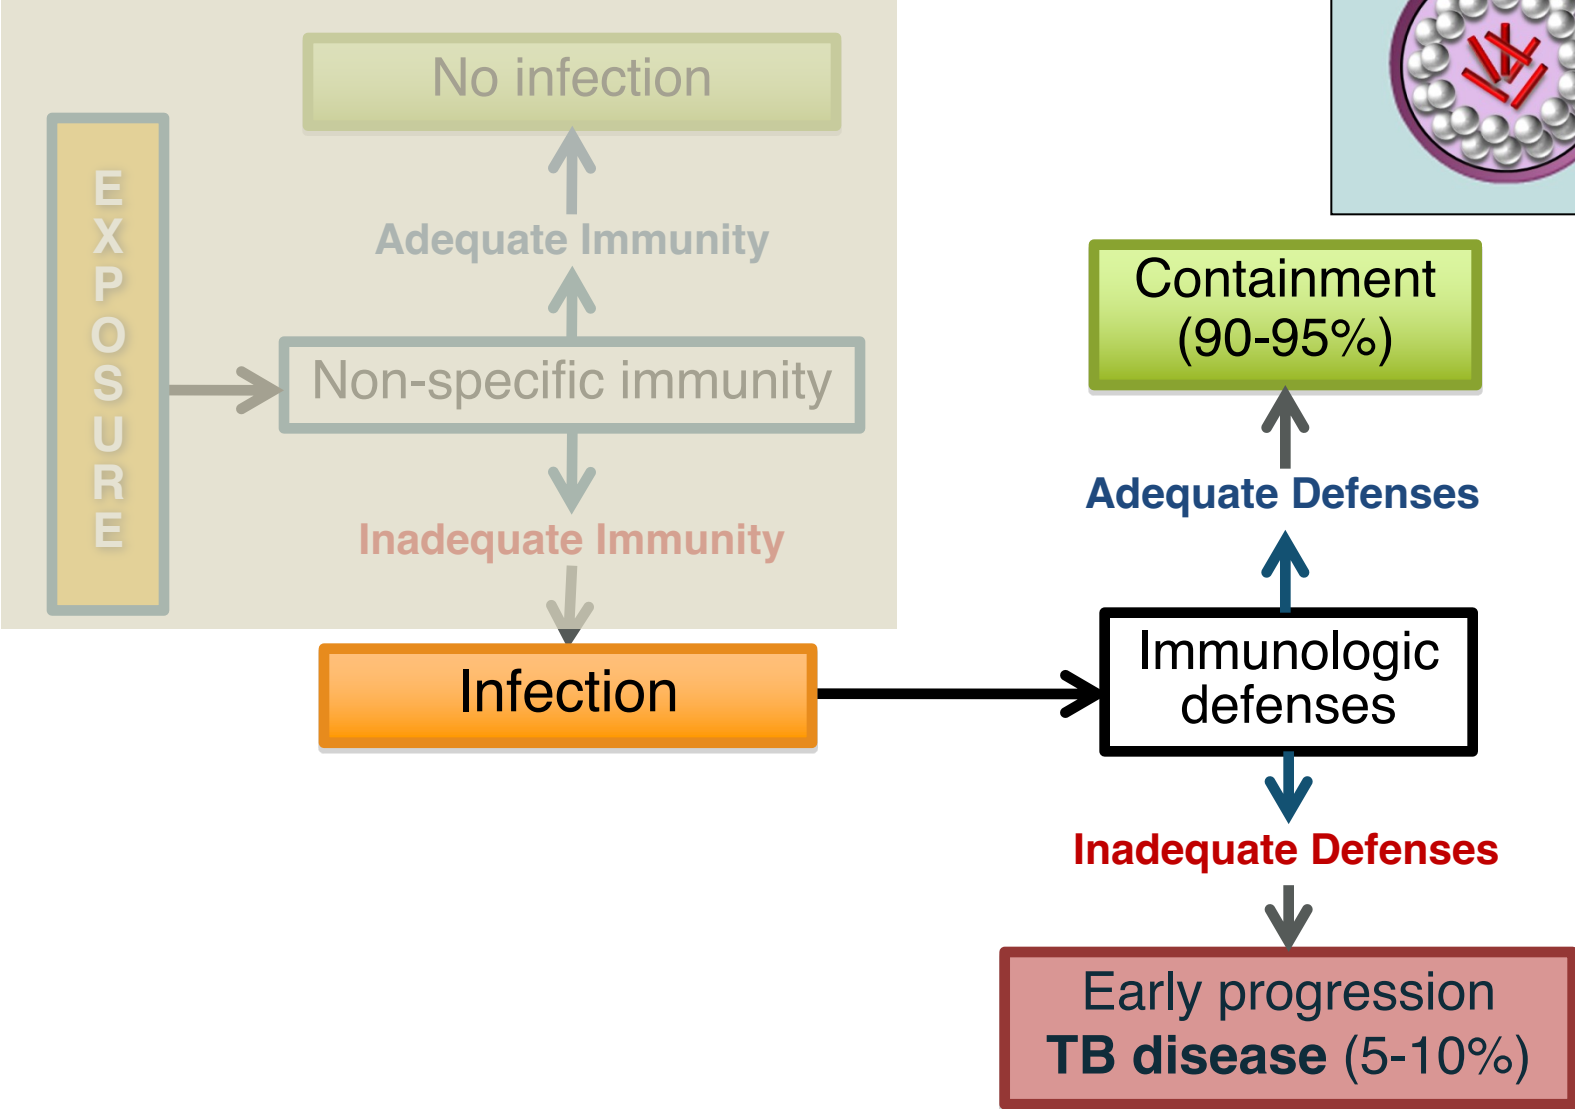 EXPOSURE
No infection
Adequate Immunity
Non-specific immunity
Inadequate Immunity
Infection
Containment
(90-95%)
Adequate Defenses
Immunologic
defenses
Inadequate Defenses
Early progression
TB disease (5-10%)